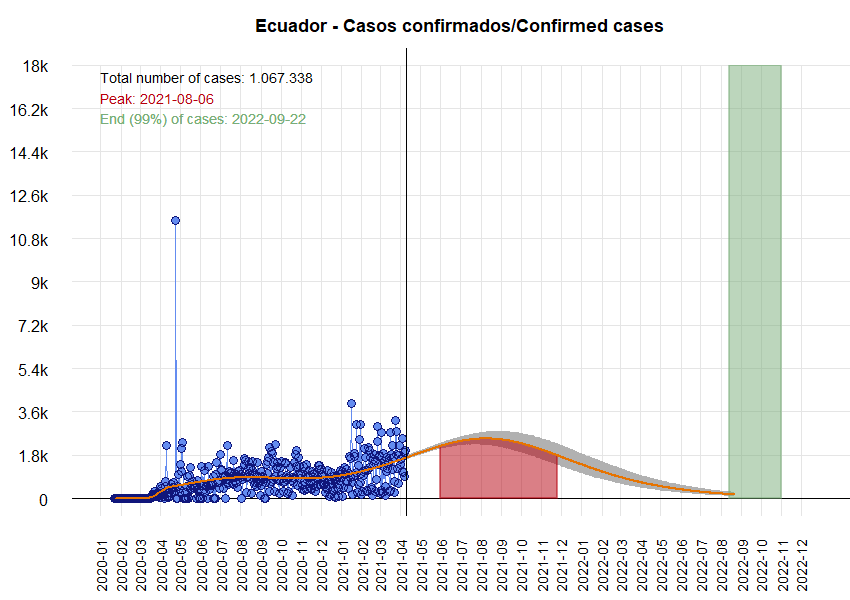 Ecuador - Casos confirmados/Confirmed cases
Total number of cases: 1.067.338
Peak: 2021-08-06
End (99%) of cases: 2022-09-22
18k
16.2k
14.4k
12.6k
10.8k
9k
7.2k
5.4k
3.6k
1.8k
0
2020-01
2020-02
2020-03
2020-04
2020-05
2020-06
2020-07
2020-08
2020-09
2020-10
2020-11
2020-12
2021-01
2021-02
2021-03
2021-04
2021-05
2021-06
2021-07
2021-08
2021-09
2021-10
2021-11
2021-12
2022-01
2022-02
2022-03
2022-04
2022-05
2022-06
2022-07
2022-08
2022-09
2022-10
2022-11
2022-12